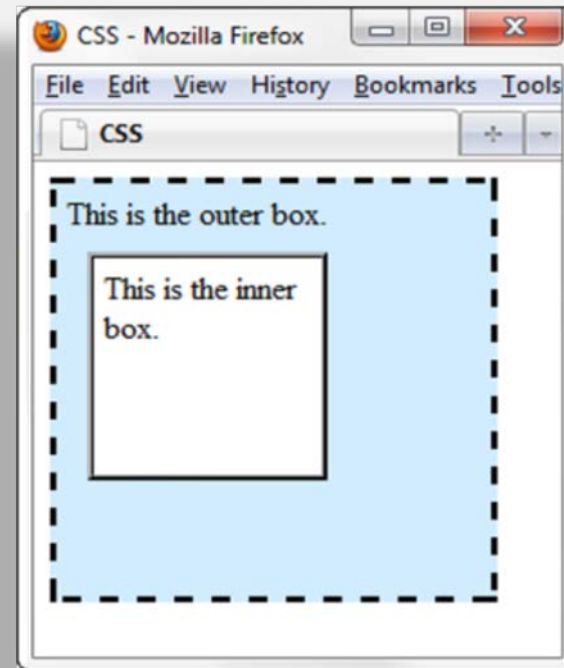 CSS - Mozilla Firefox
File Edit View History Bookmarks Tools
CSS
This is the outer box.
This is the inner
box.